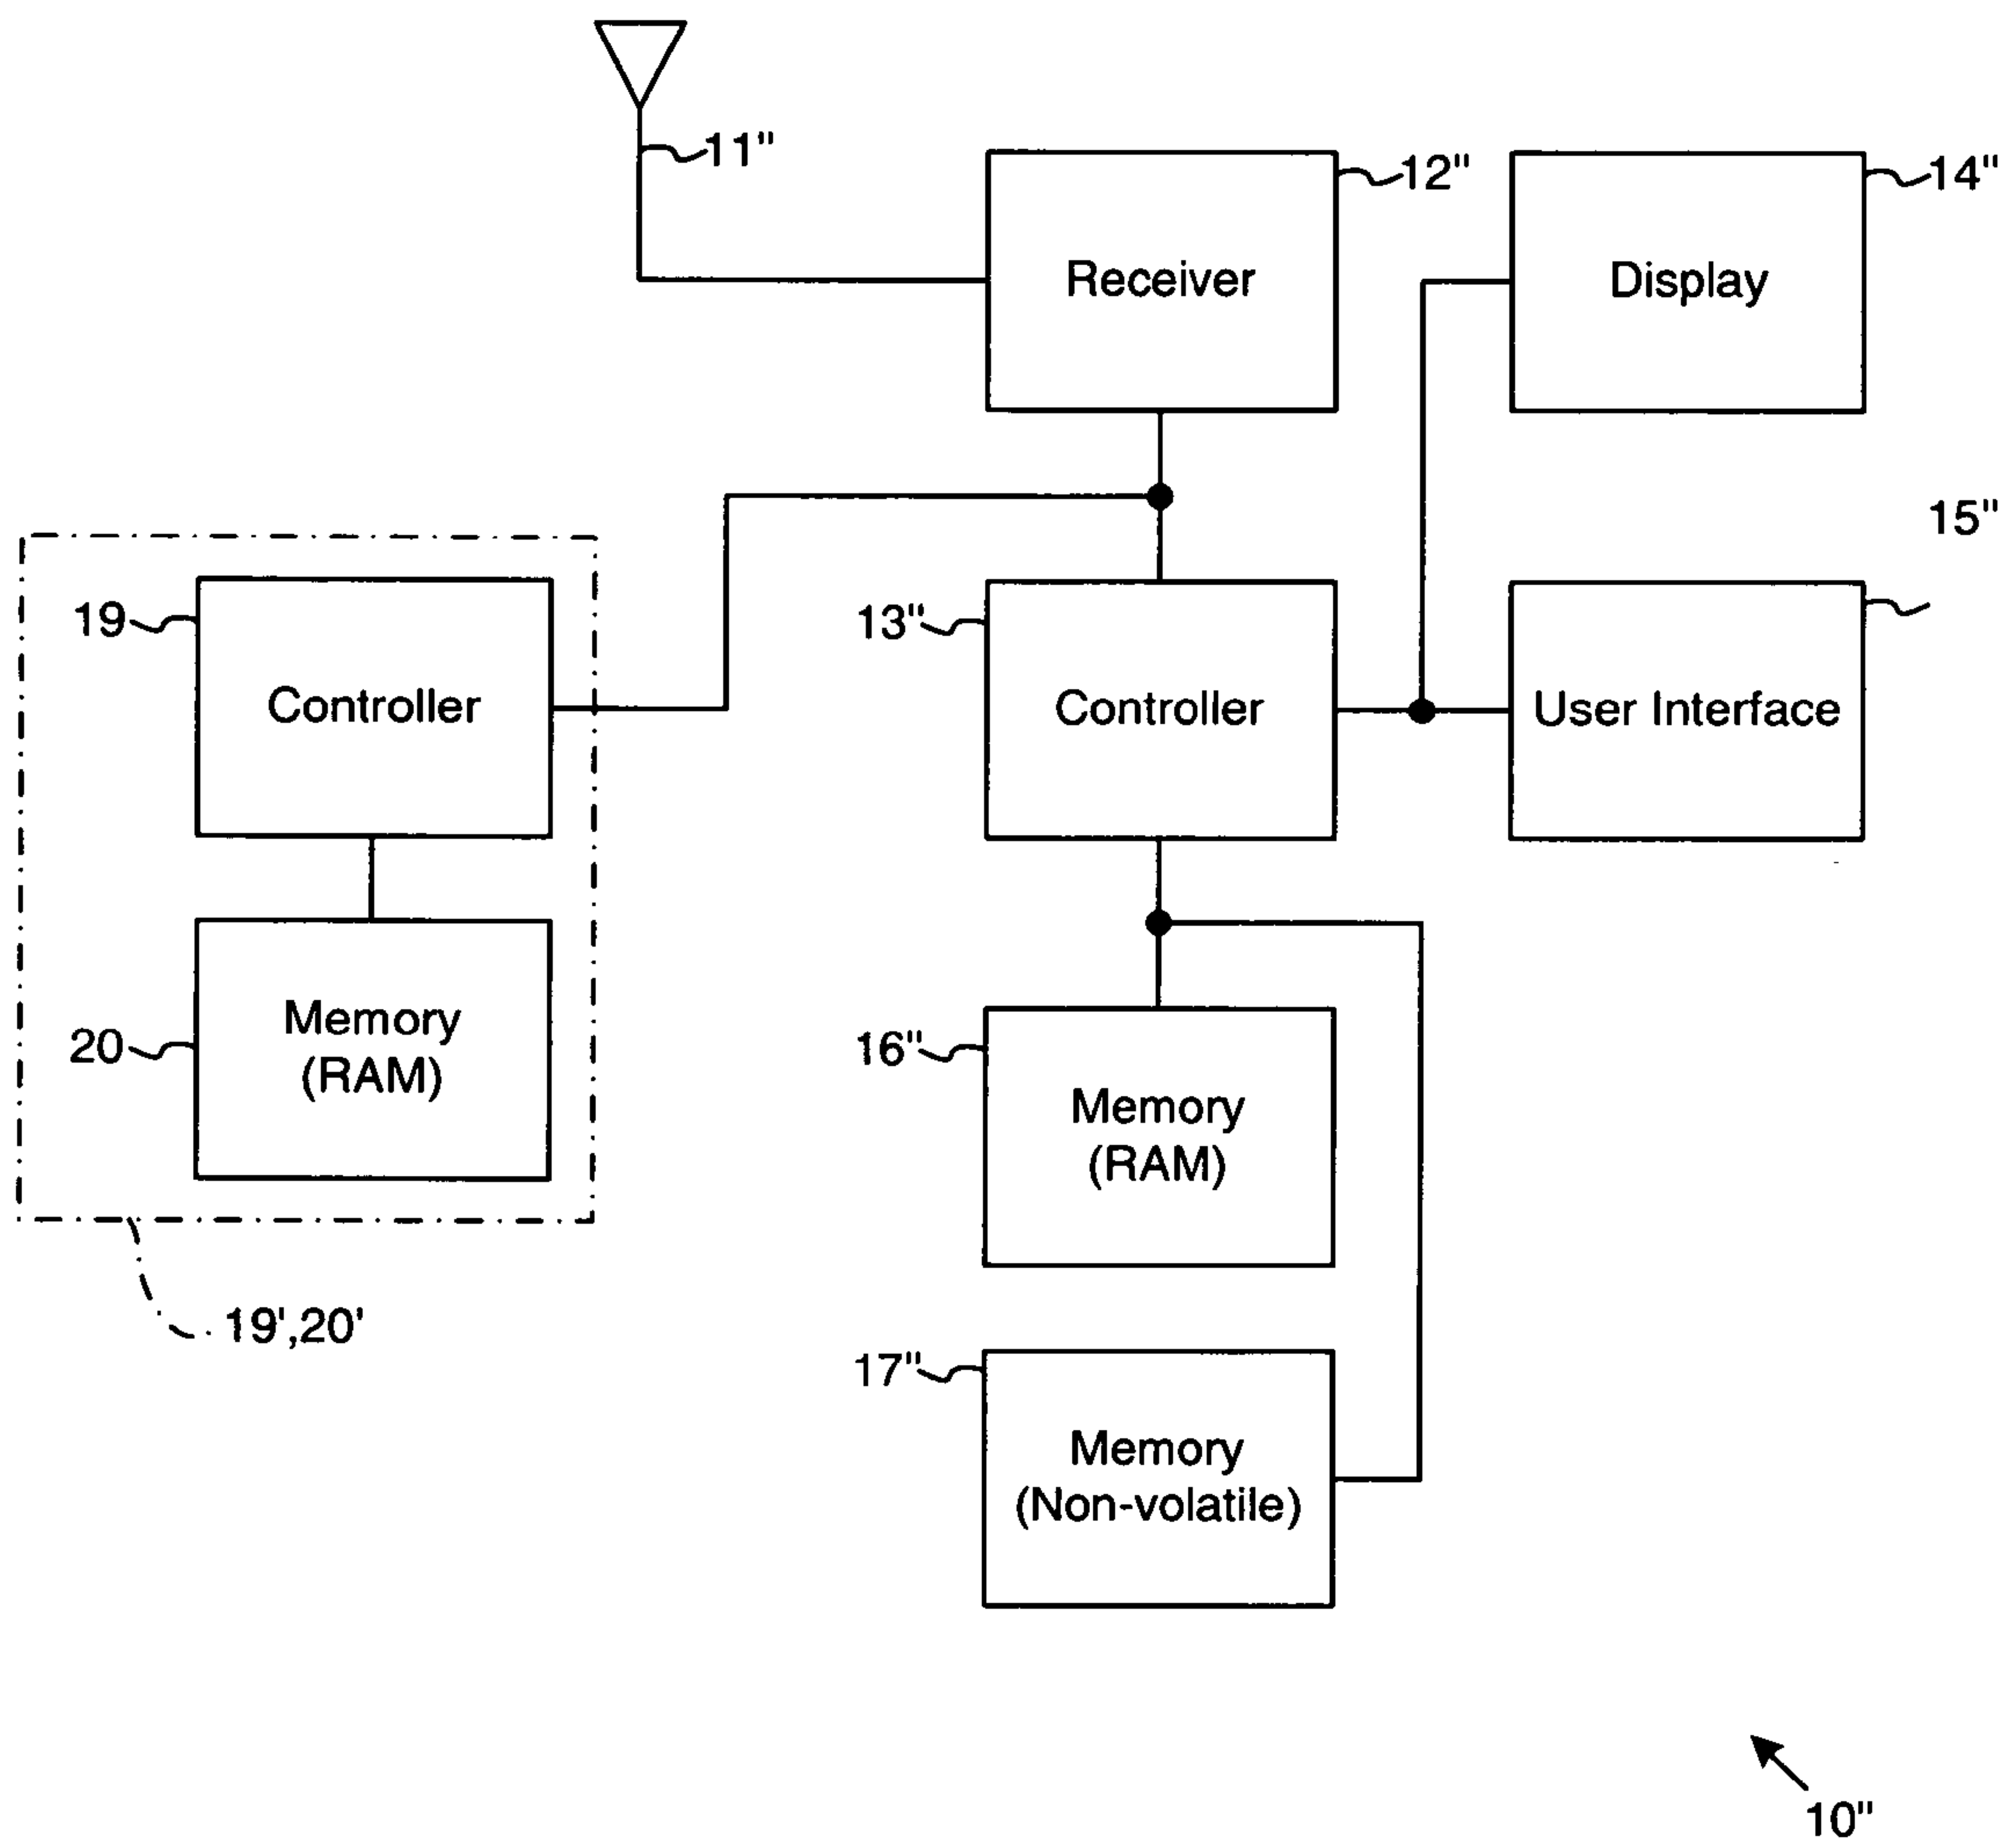 11"
12"
14"
Receiver
Display
15"
19
13"
Controller
Controller
User Interface
20
Memory
(RAM)
16"
Memory
(RAM)
19',20'
17"
Memory
(Non-volatile)
10"